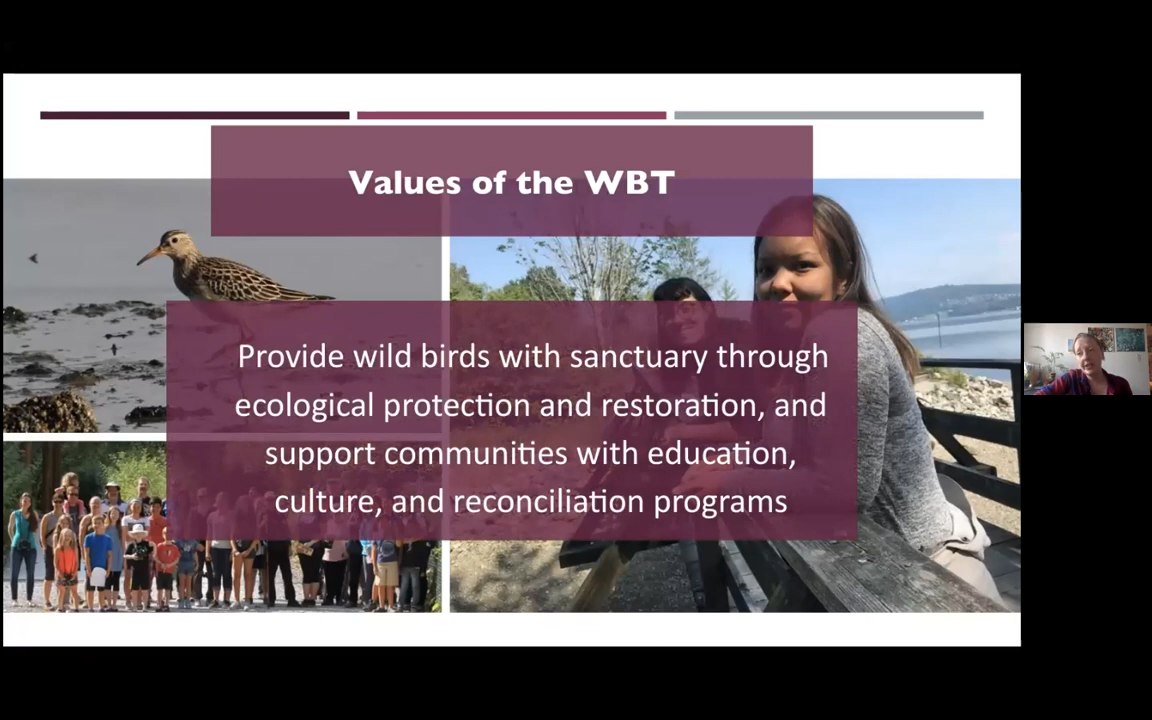 Values of the WBT
Provide wild birds with sanctuary through
ecological protection and restoration, and
support communities with education,
culture, and reconciliation programs